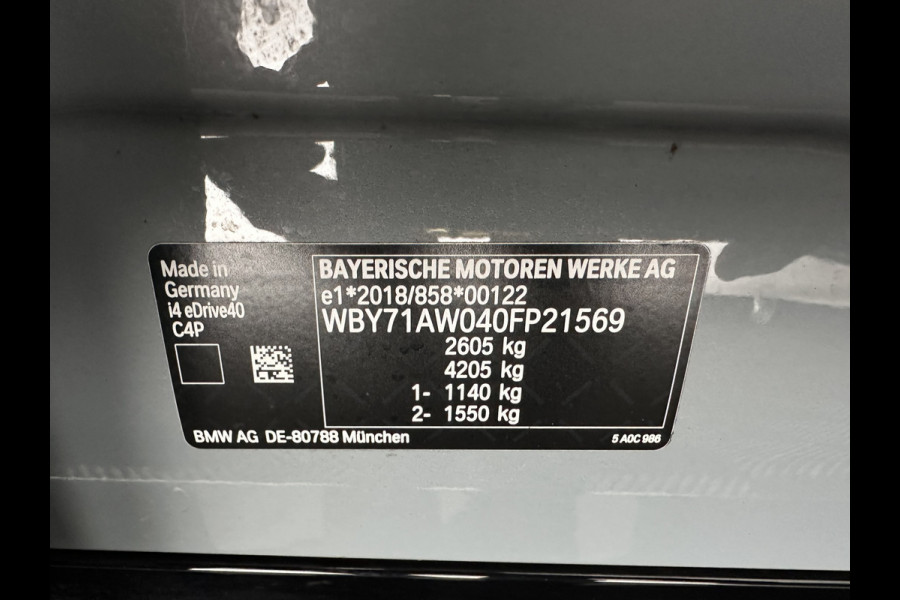 Made in
Germany
i4 eDrive40
C4P
BAYERISCHE MOTOREN WERKE AG
e1*2018/858*00122
WBY71AW040FP21569
2605 kg
4205 kg
1- 1140 kg
2- 1550 kg
BMW AG DE-80788 München
5 A0C 986